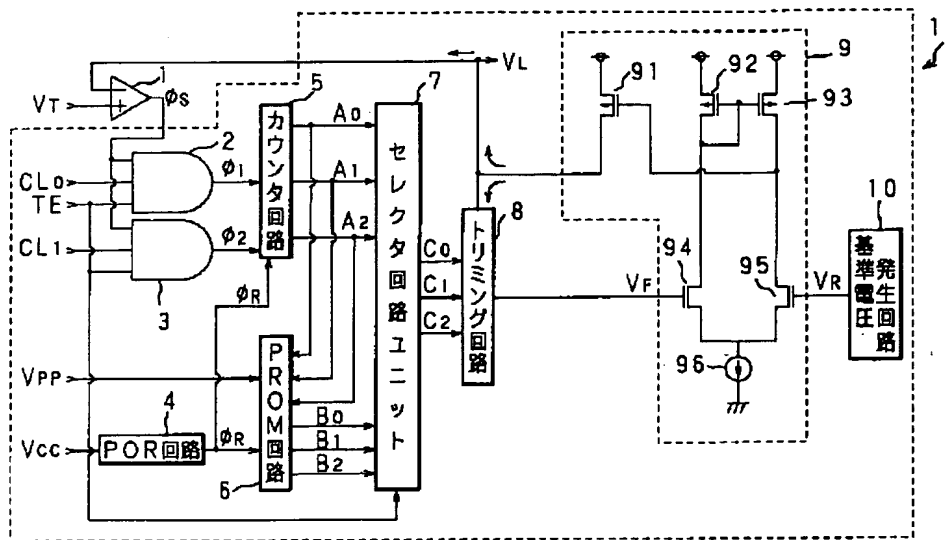 1
VL
9
91
92
93
1
VT
φS
2
CL0
TE
φ1
5
カウンタ回路
A0
A1
A2
7
セレクタ回路ユニット
CL1
φ2
3
φR
C0
C1
C2
8
トリミング回路
VF
94
95
VR
10
基準電圧
発生回路
96
VPP
VCC
4
POR回路
φR
PROM回路
6
B0
B1
B2